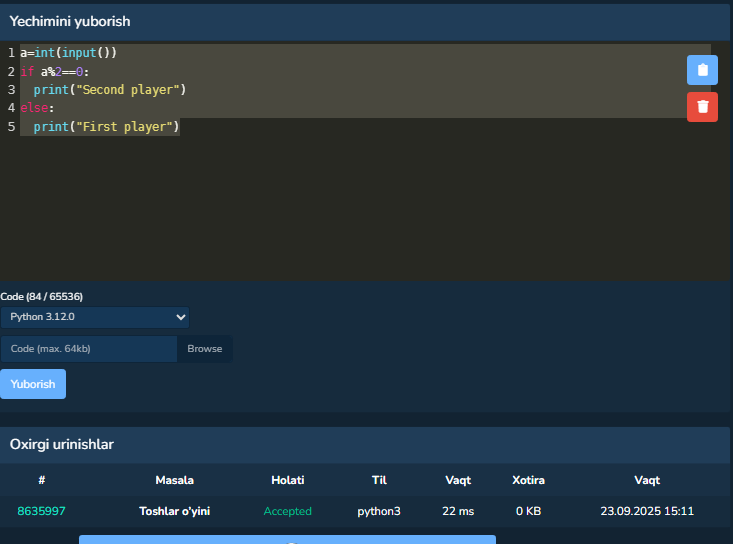 Yechimini yuborish
1 a=int(input())
2 if a%2==0:
3   print("Second player")
4 else:
5   print("First player")
Code (84 / 65536)
Python 3.12.0
Code (max. 64kb) Browse
Yuborish
Oxirgi urinishlar
# Masala Holati Til Vaqt Xotira Vaqt
8635997 Toshlar o'yini Accepted python3 22 ms 0 KB 23.09.2025 15:11